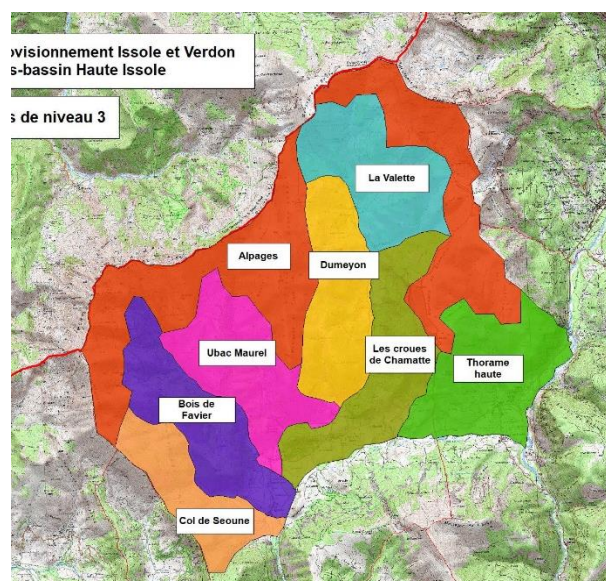 ovisionnement Issole et Verdon
s-bassin Haute Issole
s de niveau 3
La Valette
Alpages
Dumeyon
Ubac Maurel
Les croues
de Chamatte
Thorame
haute
Bois de
Favier
Col de Seoune